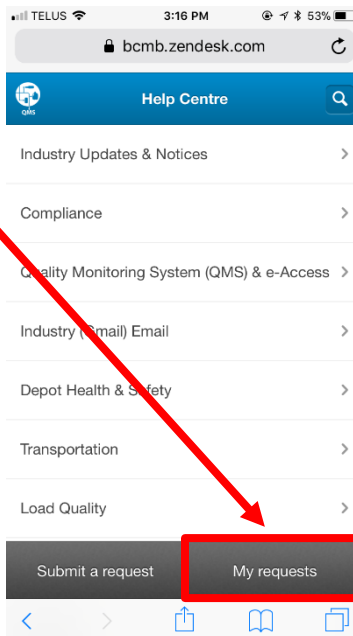 TELUS 3:16 PM 53%
bcmb.zendesk.com
QMS Help Centre
Industry Updates & Notices
Compliance
Quality Monitoring System (QMS) & e-Access
Industry (Gmail) Email
Depot Health & Safety
Transportation
Load Quality
Submit a request My requests